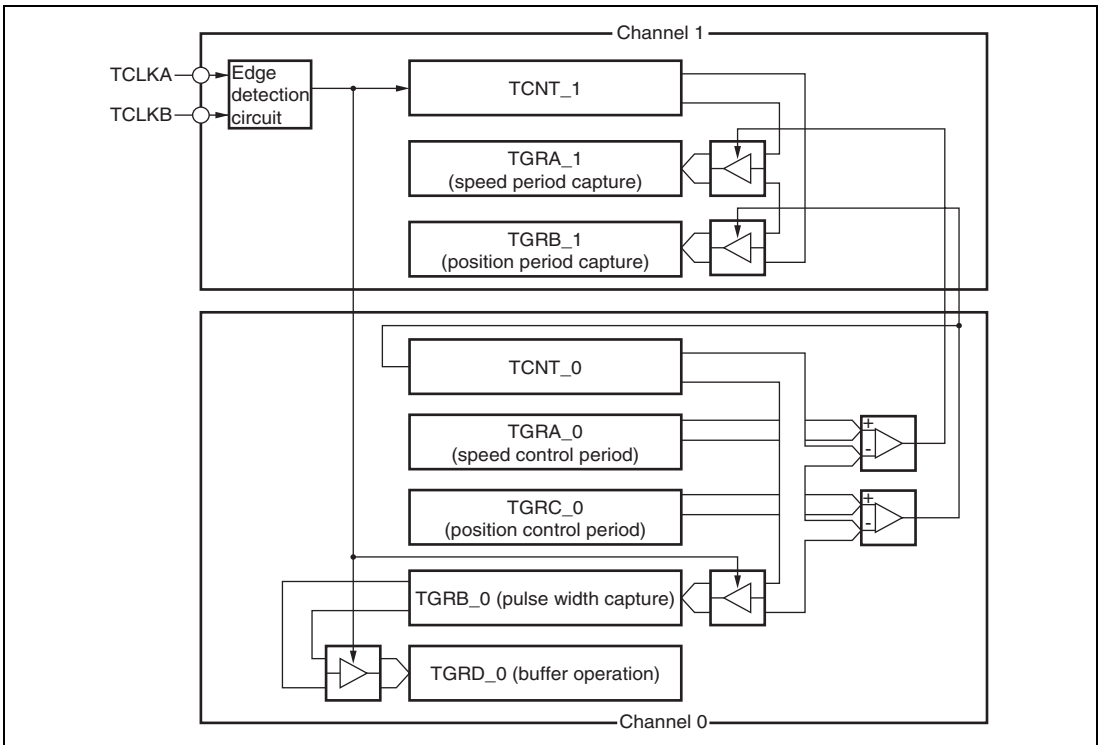 Channel 1
TCLKA
TCLKB
Edge
detection
circuit
TCNT_1
TGRA_1
(speed period capture)
TGRB_1
(position period capture)
TCNT_0
TGRA_0
(speed control period)
+
-
TGRC_0
(position control period)
+
-
TGRB_0 (pulse width capture)
TGRD_0 (buffer operation)
Channel 0